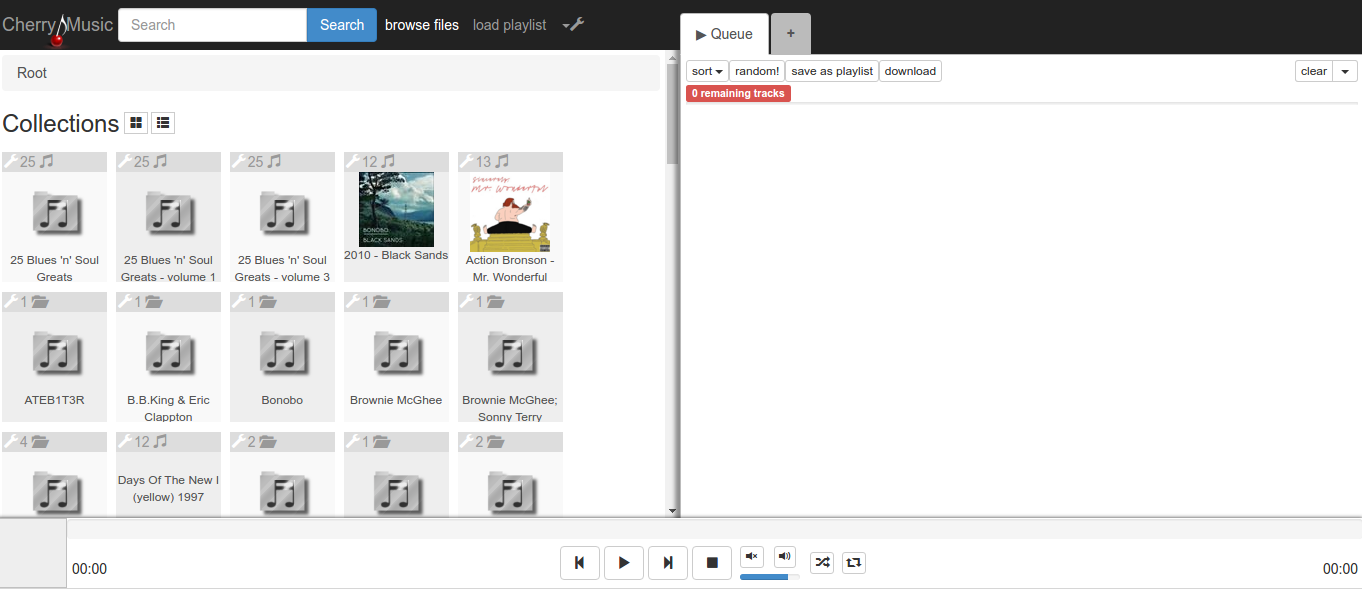 CherryMusic
Search
Search
browse files
load playlist
Queue
+
Root
sort
random!
save as playlist
download
clear
0 remaining tracks
Collections
25
25
25
12
13
BONOBO
BLACK SANDS
Mr. Wonderful
25 Blues 'n' Soul
Greats
25 Blues 'n' Soul
Greats - volume 1
25 Blues 'n' Soul
Greats - volume 3
2010 - Black Sands
Action Bronson -
Mr. Wonderful
1
1
1
1
1
ATEB1T3R
B.B.King & Eric
Clappton
Bonobo
Brownie McGhee
Brownie McGhee;
Sonny Terry
4
12
2
1
2
Days Of The New I
(yellow) 1997
00:00
00:00